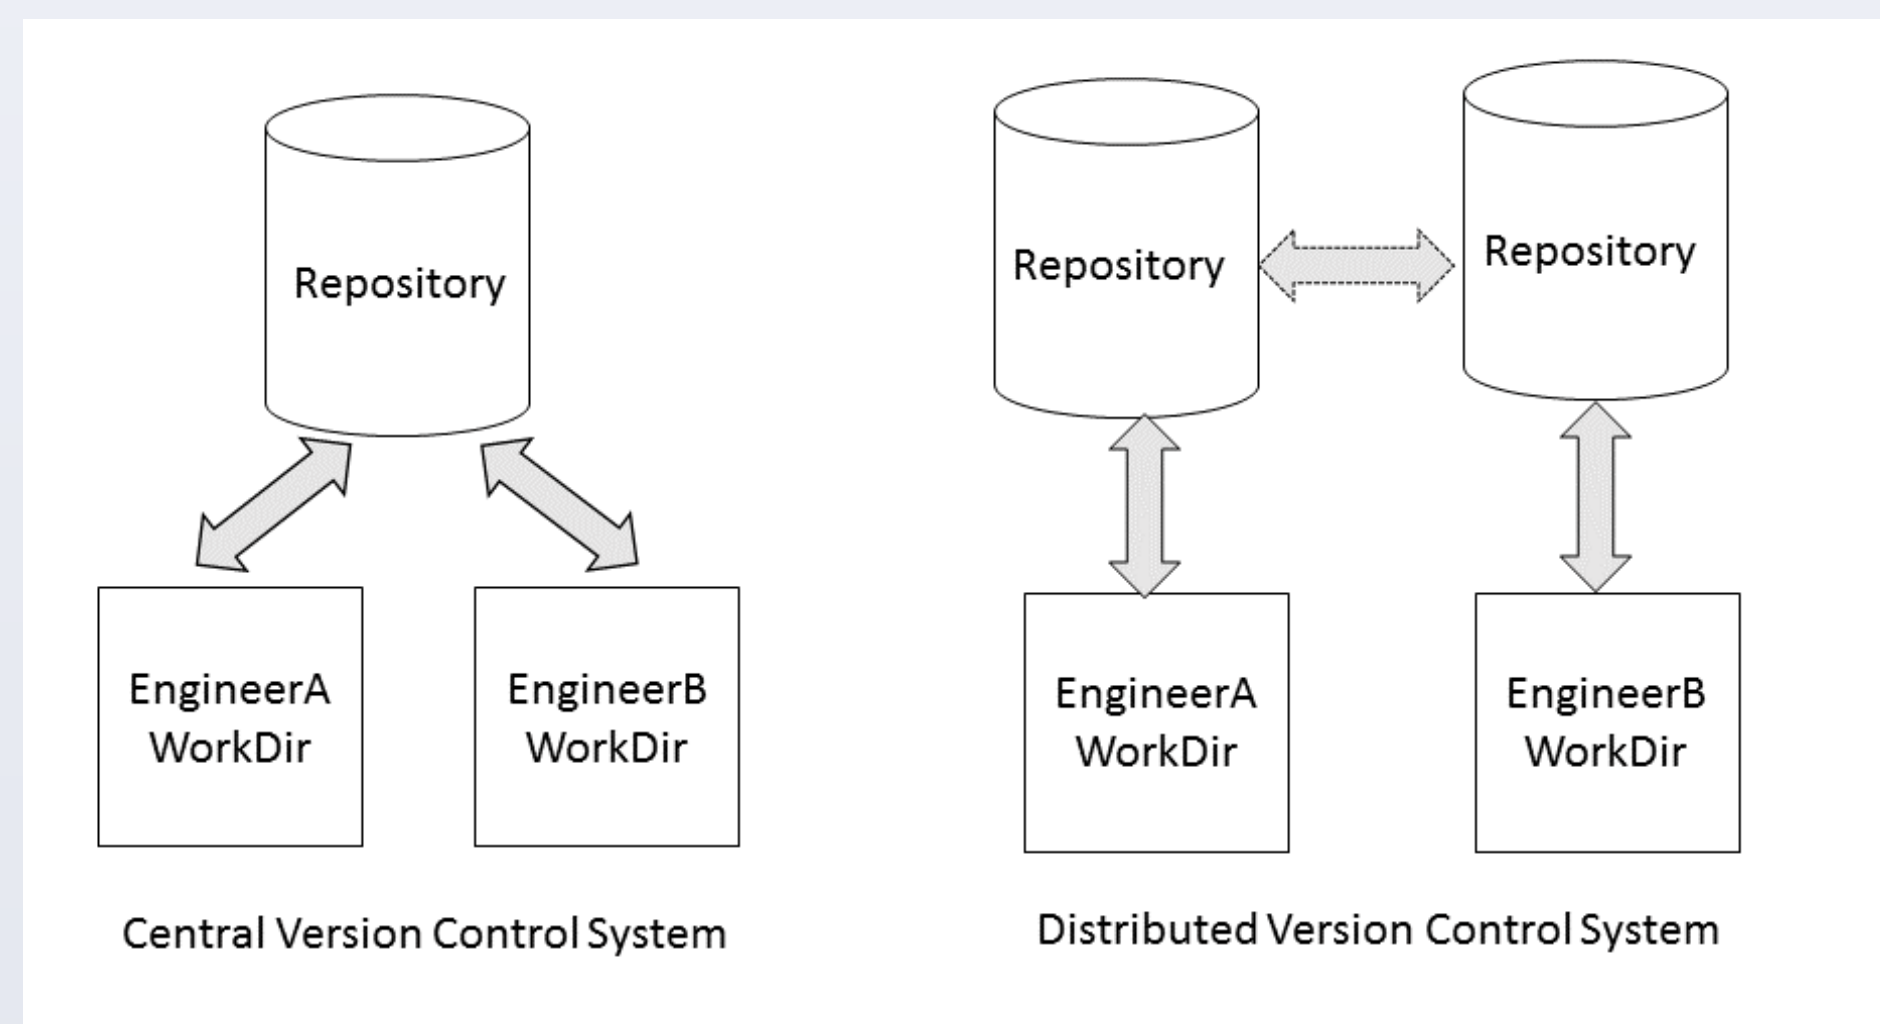 Repository
EngineerA
WorkDir
EngineerB
WorkDir
Central Version Control System
Repository
Repository
EngineerA
WorkDir
EngineerB
WorkDir
Distributed Version Control System